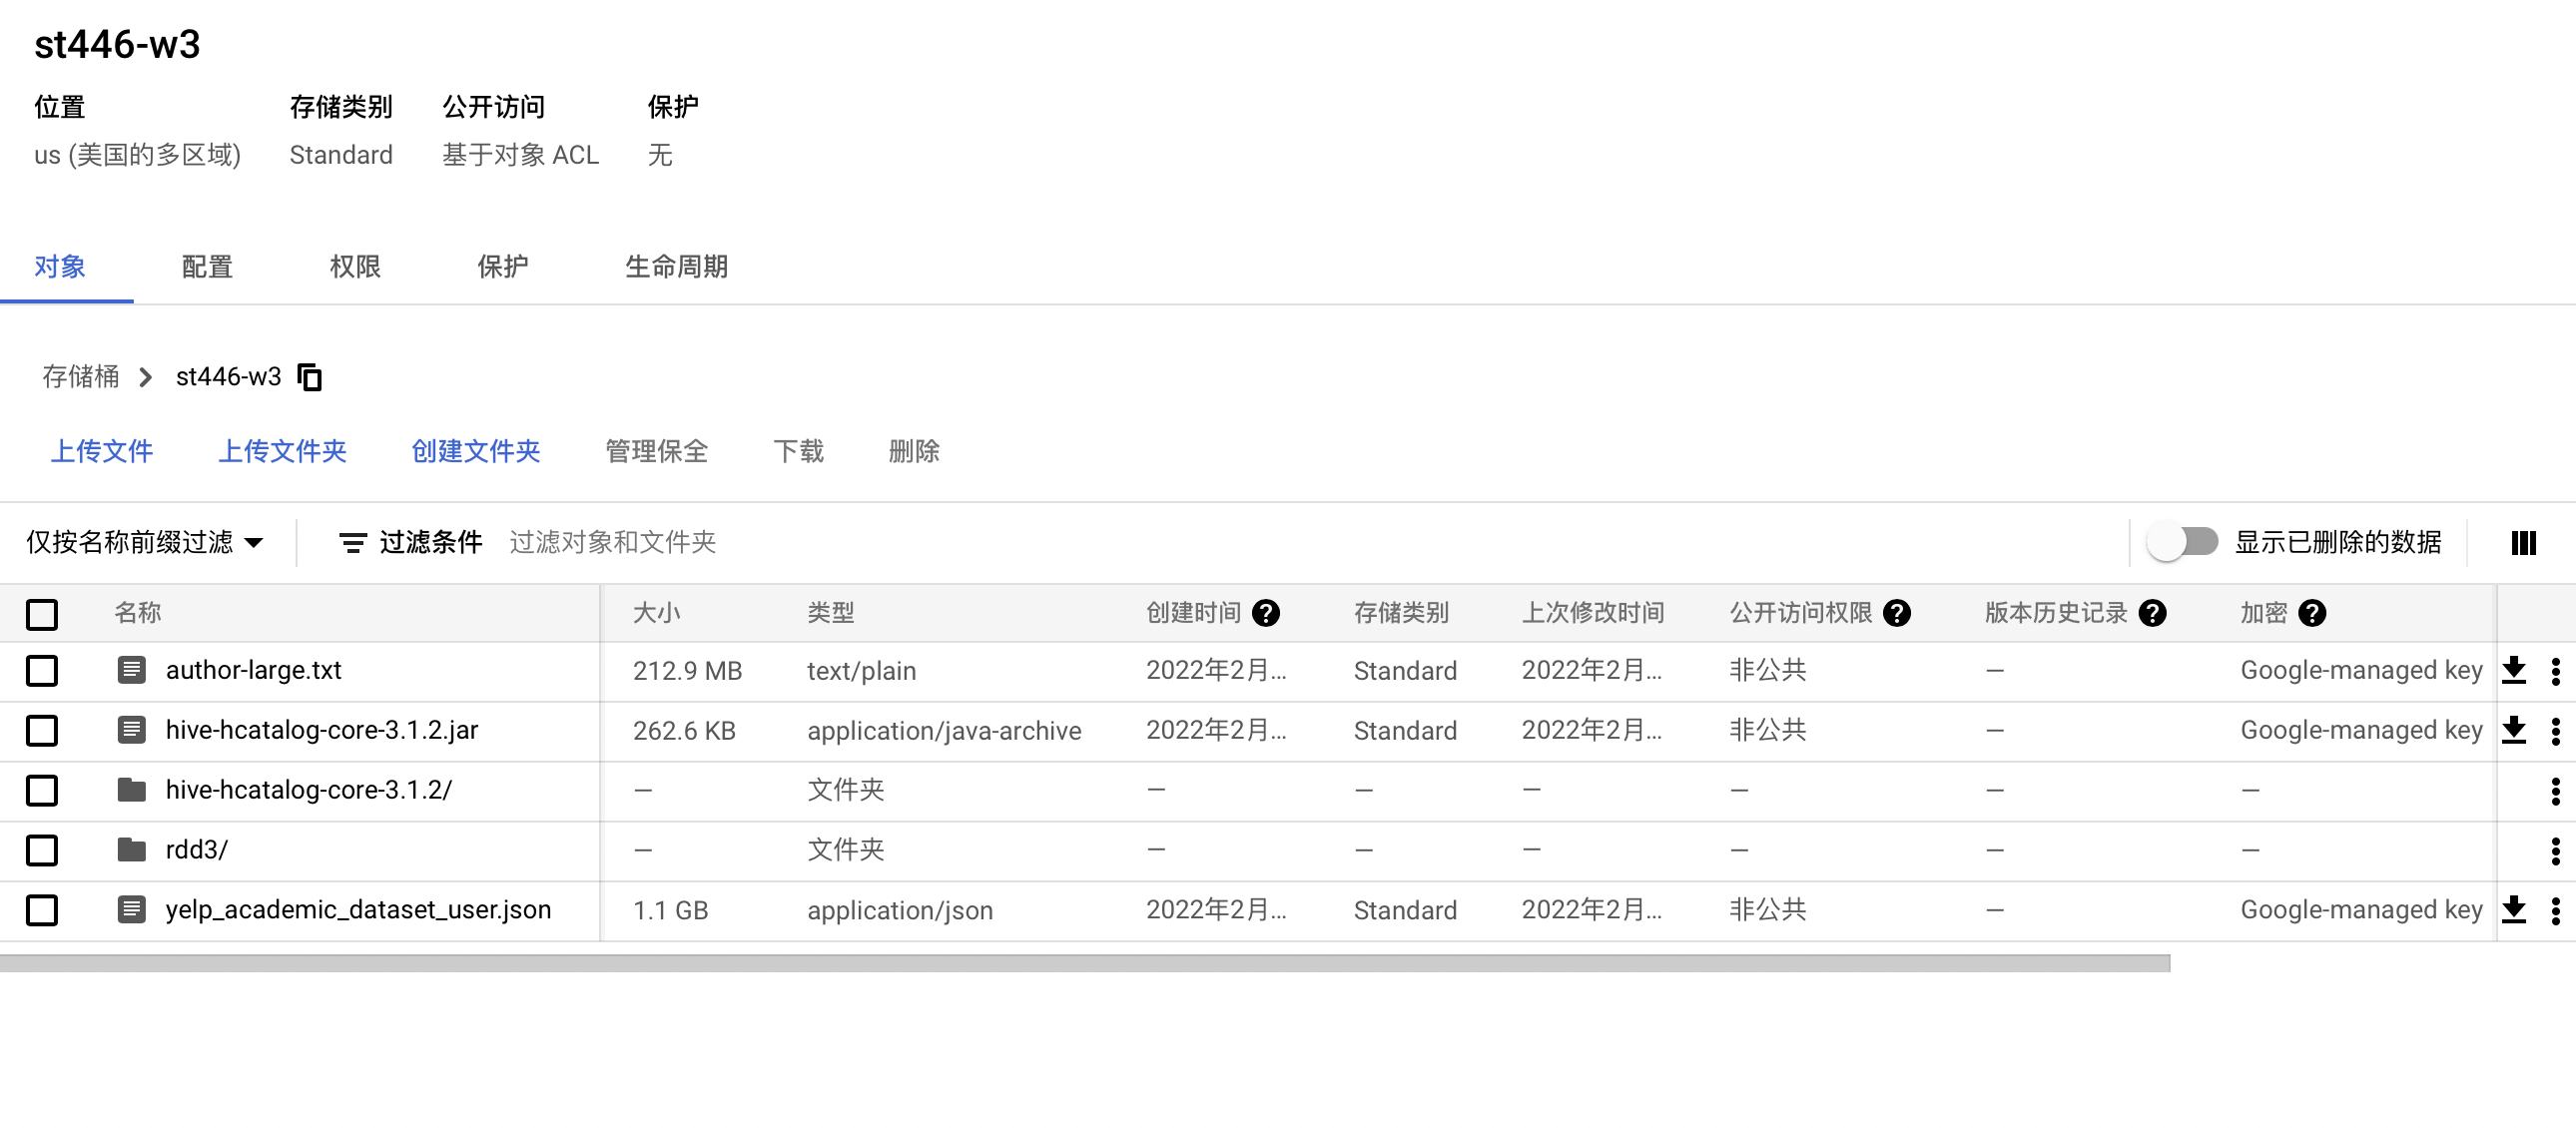 st446-w3
位置 存储类别 公开访问 保护
us (美国的多区域) Standard 基于对象 ACL 无
对象 配置 权限 保护 生命周期
存储桶 st446-w3
上传文件 上传文件夹 创建文件夹 管理保全 下载 删除
仅按名称前缀过滤 过滤条件 过滤对象和文件夹 显示已删除的数据
名称 大小 类型 创建时间 ? 存储类别 上次修改时间 公开访问权限 ? 版本历史记录 ? 加密 ?
author-large.txt 212.9 MB text/plain 2022年2月... Standard 2022年2月... 非公共 — Google-managed key
hive-hcatalog-core-3.1.2.jar 262.6 KB application/java-archive 2022年2月... Standard 2022年2月... 非公共 — Google-managed key
hive-hcatalog-core-3.1.2/ — 文件夹 — — — — — —
rdd3/ — 文件夹 — — — — — —
yelp_academic_dataset_user.json 1.1 GB application/json 2022年2月... Standard 2022年2月... 非公共 — Google-managed key